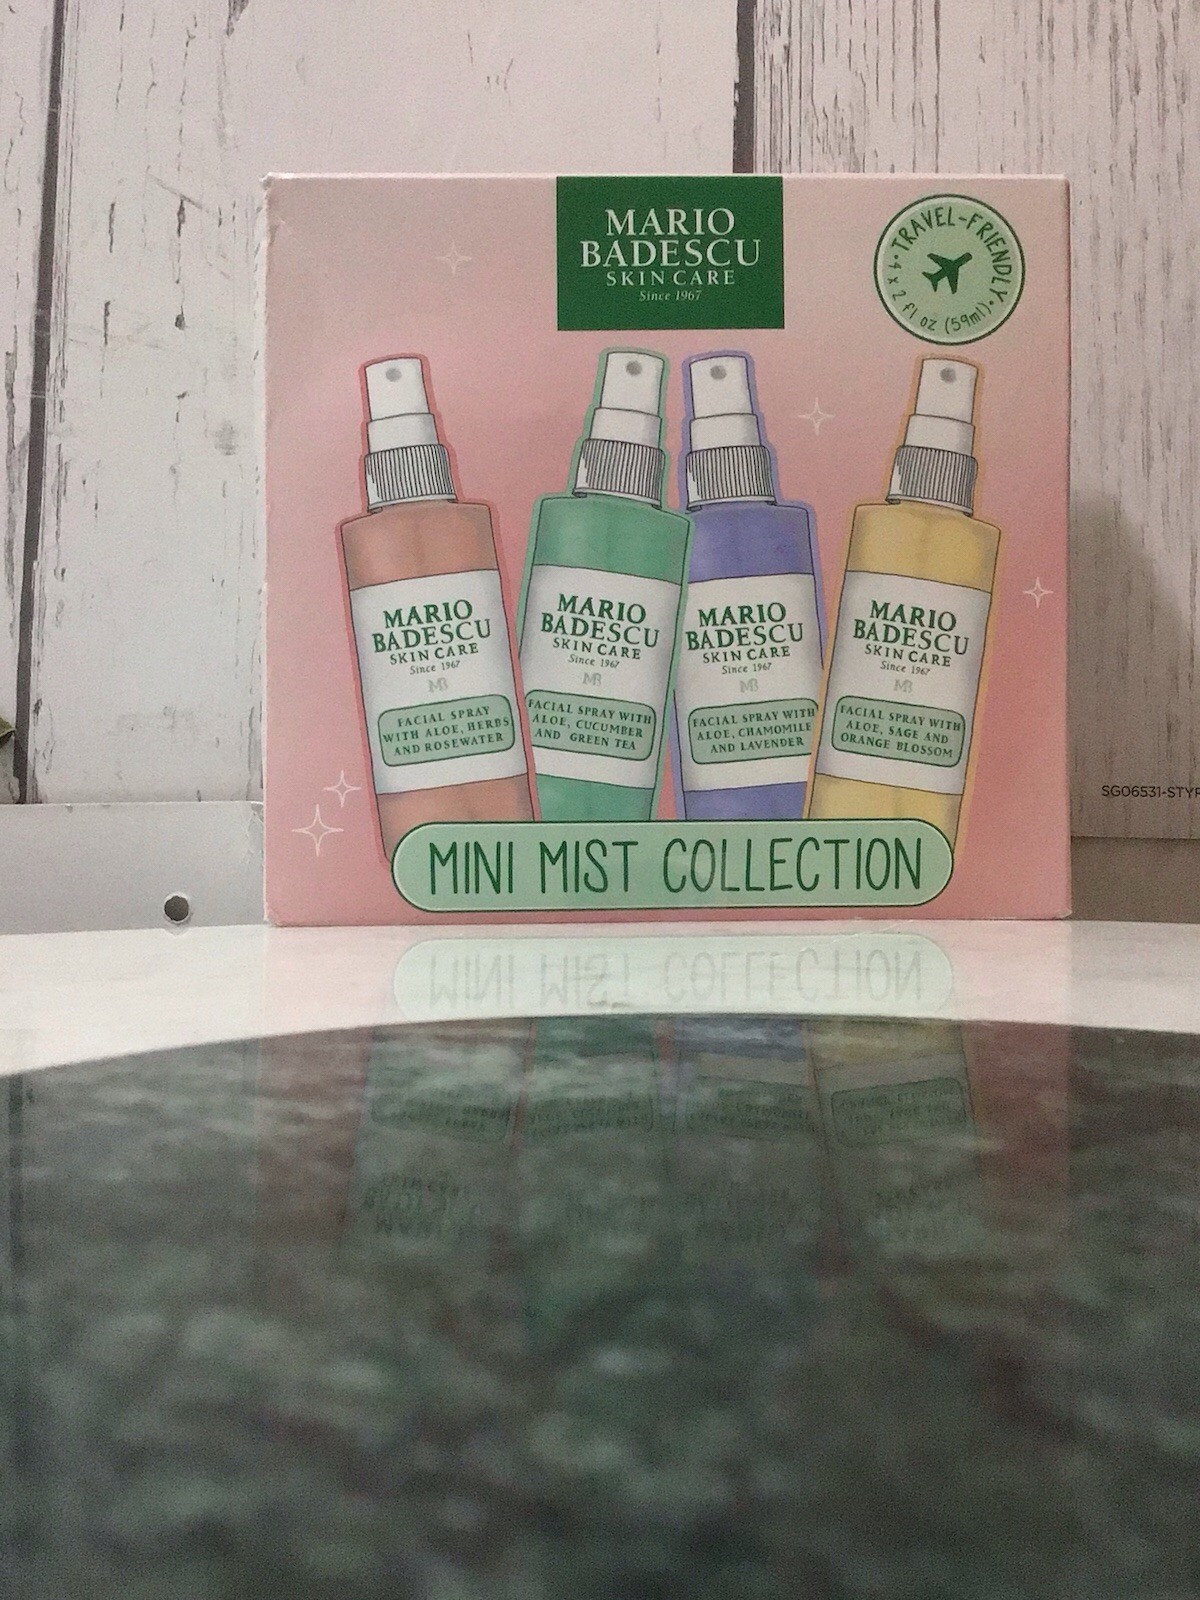 MARIO
BADESCU
SKIN CARE
Since 1967
• TRAVEL-FRIENDLY •
4 x 2 fl oz (59ml)
MARIO
BADESCU
SKIN CARE
Since 1967
MB
FACIAL SPRAY
WITH ALOE, HERBS
AND ROSEWATER
MARIO
BADESCU
SKIN CARE
Since 1967
MB
FACIAL SPRAY WITH
ALOE, CUCUMBER
AND GREEN TEA
MARIO
BADESCU
SKIN CARE
Since 1967
MB
FACIAL SPRAY WITH
ALOE, CHAMOMILE
AND LAVENDER
MARIO
BADESCU
SKIN CARE
Since 1967
MB
FACIAL SPRAY WITH
ALOE, SAGE AND
ORANGE BLOSSOM
MINI MIST COLLECTION
SG06531-STYR